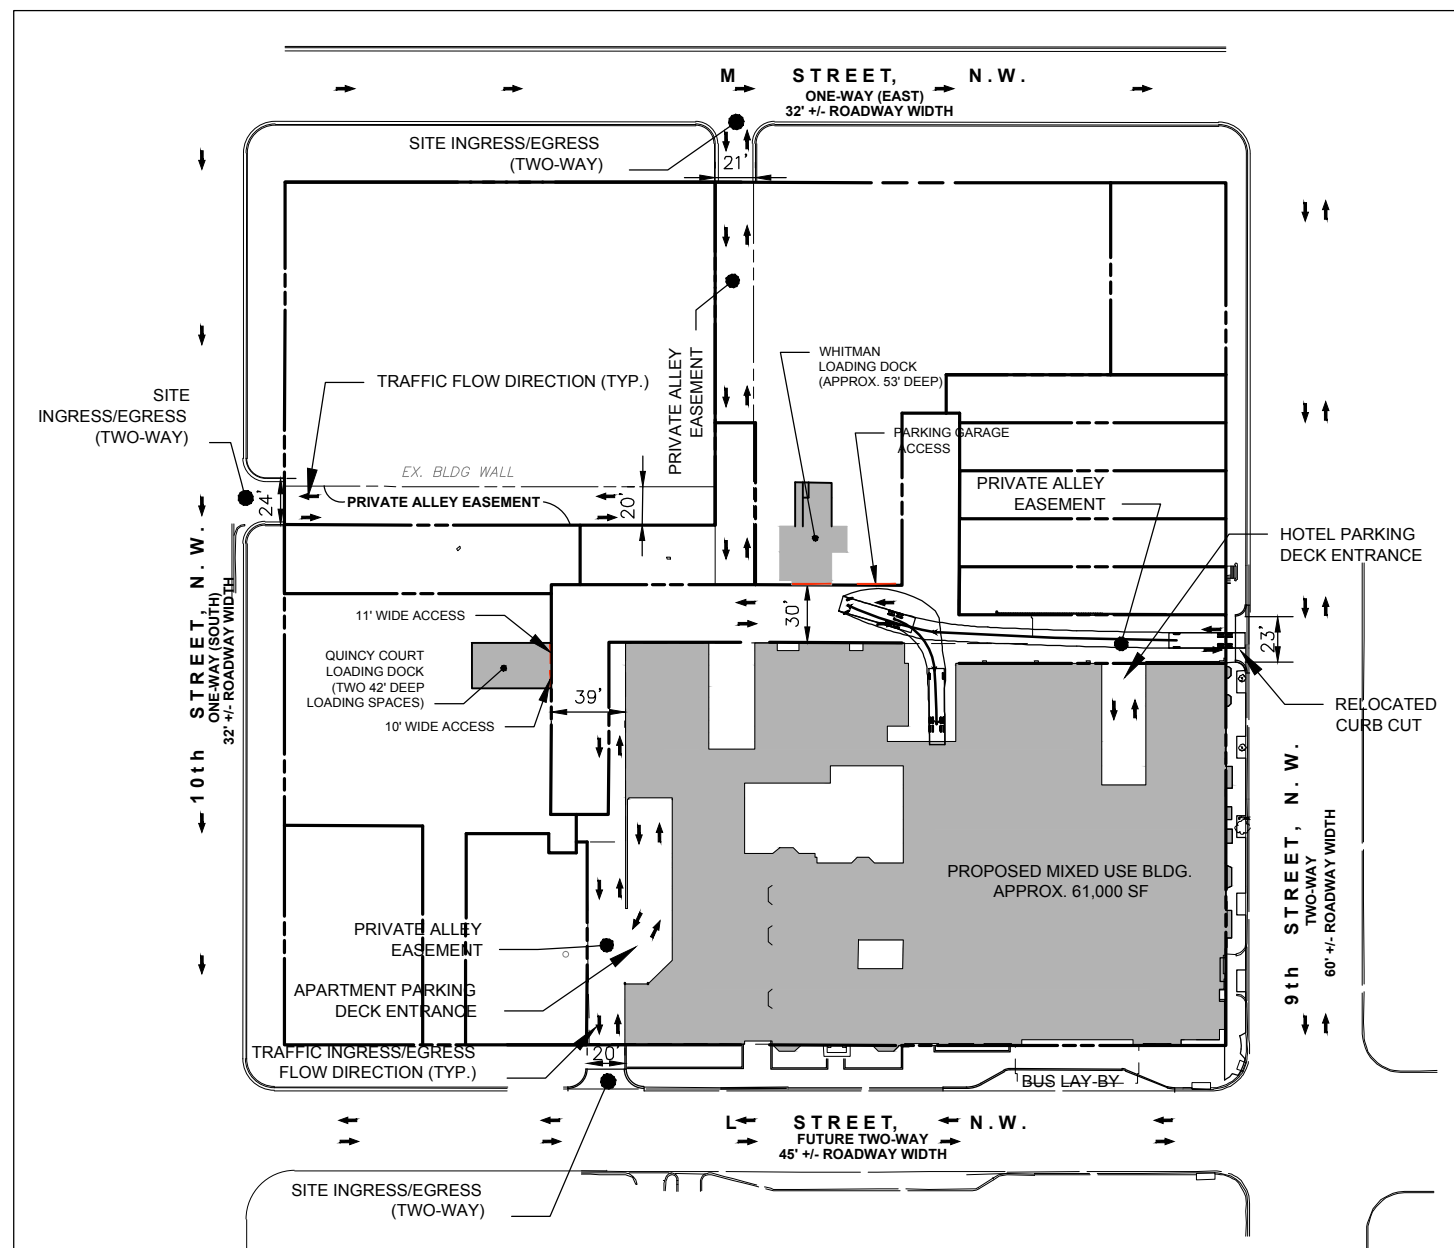 M STREET, N.W.
ONE-WAY (EAST)
32' +/- ROADWAY WIDTH
SITE INGRESS/EGRESS
(TWO-WAY)
21'
PRIVATE ALLEY
EASEMENT
WHITMAN
LOADING DOCK
(APPROX. 53' DEEP)
TRAFFIC FLOW DIRECTION (TYP.)
SITE
INGRESS/EGRESS
(TWO-WAY)
PARKING GARAGE
ACCESS
EX. BLDG WALL
PRIVATE ALLEY EASEMENT
24'
20'
PRIVATE ALLEY
EASEMENT
HOTEL PARKING
DECK ENTRANCE
10th STREET, N.W.
ONE-WAY (SOUTH)
32' +/- ROADWAY WIDTH
11' WIDE ACCESS
30'
23'
QUINCY COURT
LOADING DOCK
(TWO 42' DEEP
LOADING SPACES)
39'
10' WIDE ACCESS
RELOCATED
CURB CUT
PROPOSED MIXED USE BLDG.
APPROX. 61,000 SF
9th STREET, N.W.
TWO-WAY
60' +/- ROADWAY WIDTH
PRIVATE ALLEY
EASEMENT
APARTMENT PARKING
DECK ENTRANCE
TRAFFIC INGRESS/EGRESS
FLOW DIRECTION (TYP.)
20'
BUS LAY-BY
L STREET, N.W.
FUTURE TWO-WAY
45' +/- ROADWAY WIDTH
SITE INGRESS/EGRESS
(TWO-WAY)